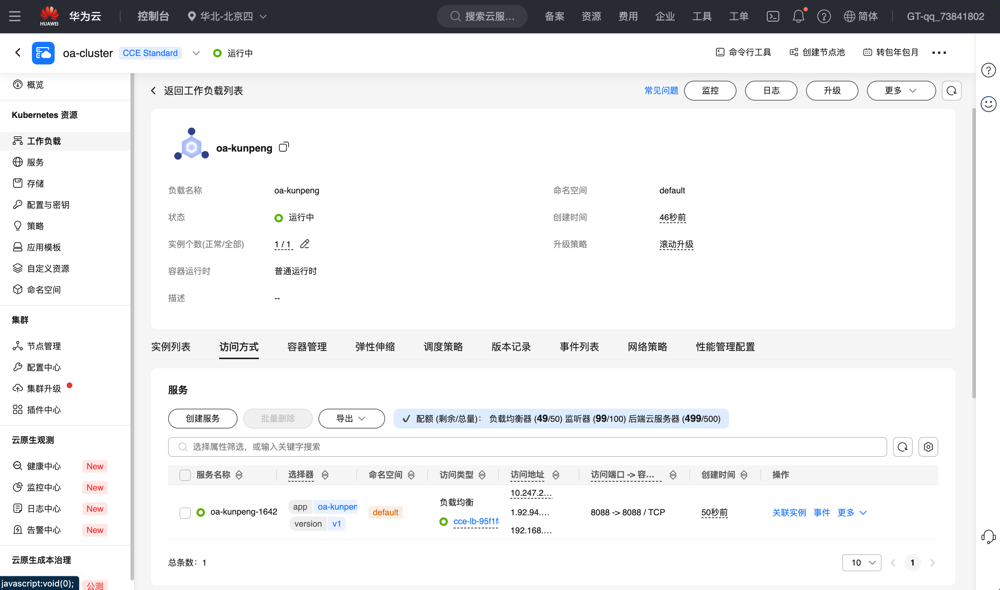 HUAWEI
华为云
控制台
华北-北京四
搜索云服...
备案
资源
费用
企业
工具
工单
简体
GT-qq_73841802
oa-cluster
CCE Standard
运行中
命令行工具
创建节点池
转包年包月
概览
Kubernetes 资源
工作负载
服务
存储
配置与密钥
策略
应用模板
自定义资源
命名空间
集群
节点管理
配置中心
集群升级
插件中心
云原生观测
健康中心 New
监控中心 New
日志中心 New
告警中心 New
云原生成本治理
公测
javascript:void(0);
返回工作负载列表
常见问题
监控
日志
升级
更多
oa-kunpeng
负载名称 oa-kunpeng
命名空间 default
状态 运行中
创建时间 46秒前
实例个数(正常/全部) 1 / 1
升级策略 滚动升级
容器运行时 普通运行时
描述 --
实例列表 访问方式 容器管理 弹性伸缩 调度策略 版本记录 事件列表 网络策略 性能管理配置
服务
创建服务 批量删除 导出
配额 (剩余/总量)： 负载均衡器 (49/50) 监听器 (99/100) 后端云服务器 (499/500)
选择属性筛选，或输入关键字搜索
服务名称 选择器 命名空间 访问类型 访问地址 访问端口 -> 容... 创建时间 操作
oa-kunpeng-1642
app oa-kunpen
version v1
default
负载均衡
cce-lb-95f1f
10.247.2...
1.92.94....
192.168....
8088 -> 8088 / TCP
50秒前
关联实例 事件 更多
总条数：1
10
1